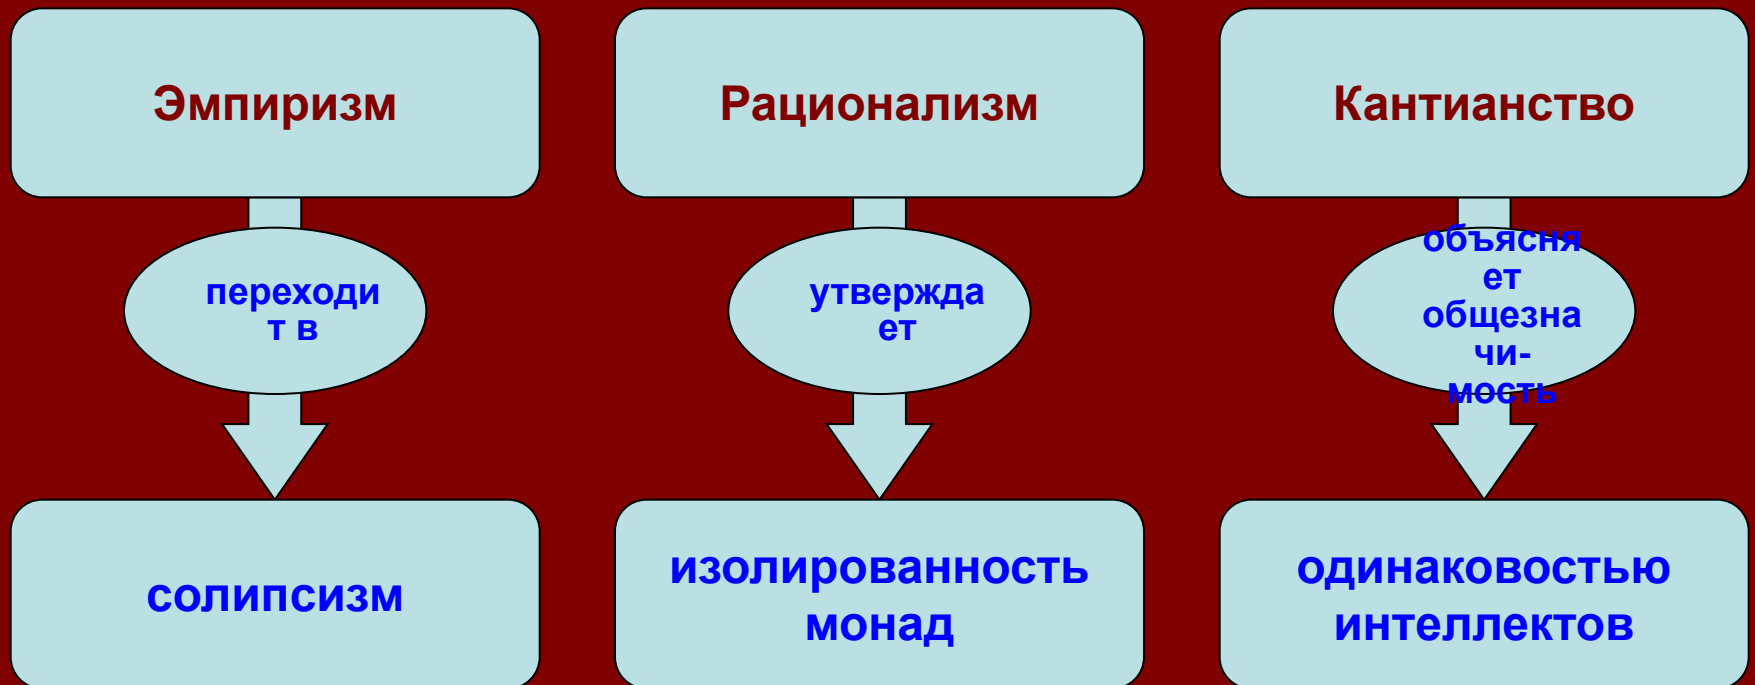 Эмпиризм
Рационализм
Кантианство
переходи
т в
утвержда
ет
объясня
ет
общезна
чи-
мость
солипсизм
изолированность
монад
одинаковостью
интеллектов